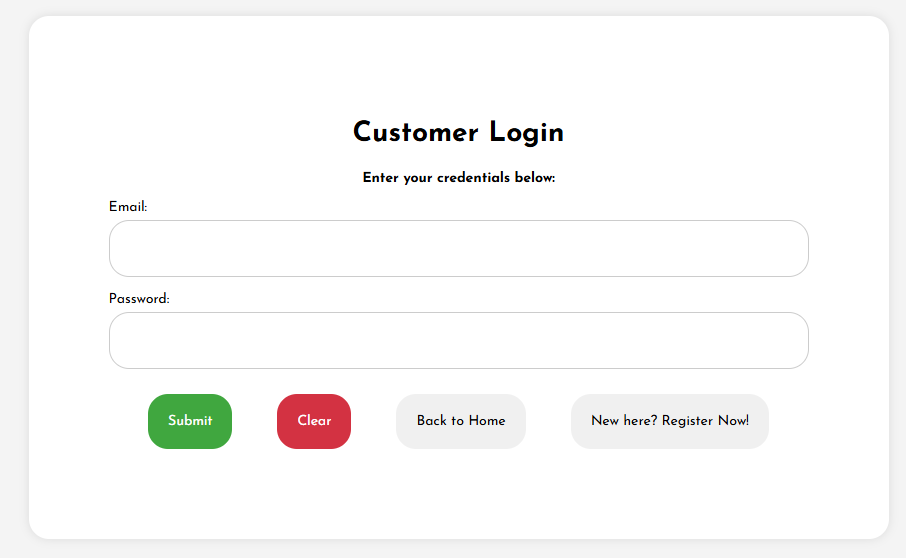 Customer Login
Enter your credentials below:
Email:
Password:
Submit Clear Back to Home New here? Register Now!